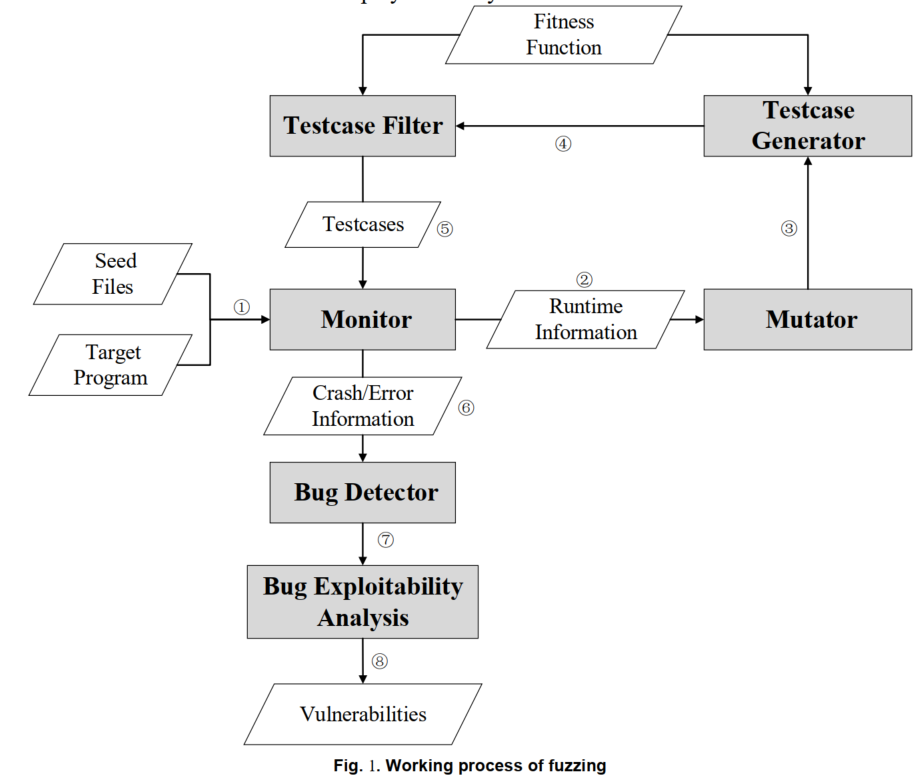 Fitness
Function
Testcase Filter
Testcase
Generator
④
Testcases
⑤
③
Seed
Files
①
②
Monitor
Runtime
Information
Mutator
Target
Program
Crash/Error
Information
⑥
Bug Detector
⑦
Bug Exploitability
Analysis
⑧
Vulnerabilities
Fig. 1. Working process of fuzzing